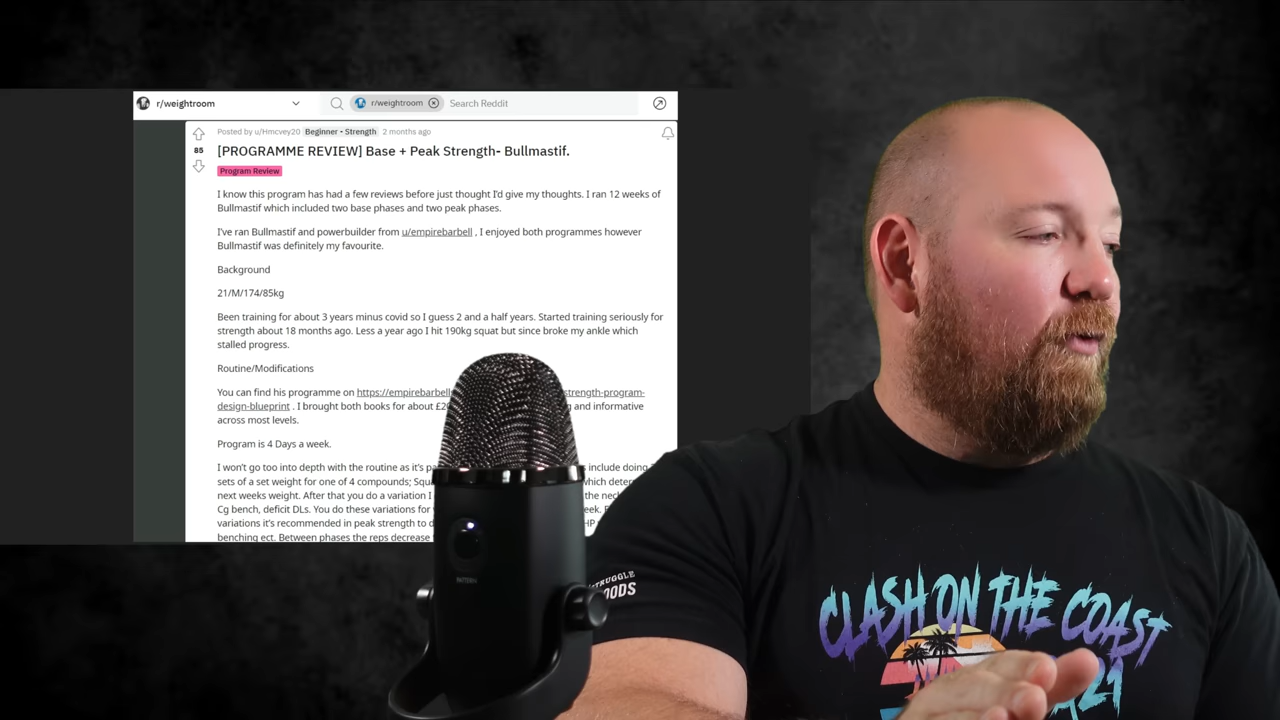 r/weightroom
r/weightroom
Search Reddit
Posted by u/Hmcvey20 Beginner - Strength 2 months ago
85
[PROGRAMME REVIEW] Base + Peak Strength- Bullmastif.
Program Review
I know this program has had a few reviews before just thought I'd give my thoughts. I ran 12 weeks of
Bullmastif which included two base phases and two peak phases.
I've ran Bullmastif and powerbuilder from u/empirebarbell , I enjoyed both programmes however
Bullmastif was definitely my favourite.
Background
21/M/174/85kg
Been training for about 3 years minus covid so I guess 2 and a half years. Started training seriously for
strength about 18 months ago. Less a year ago I hit 190kg squat but since broke my ankle which
stalled progress.
Routine/Modifications
You can find his programme on https://empirebarbell strength-program-
design-blueprint . I brought both books for about and informative
across most levels.
Program is 4 Days a week.
I won't go too into depth with the routine as it's include doing
sets of a set weight for one of 4 compounds; which
next weeks weight. After that you do a variation the
Cg bench, deficit DLs. You do these variations for
variations it's recommended in peak strength to
benching ect. Between phases the reps decrease
STRUGGLE
CLASH ON THE COAST
PATTERN